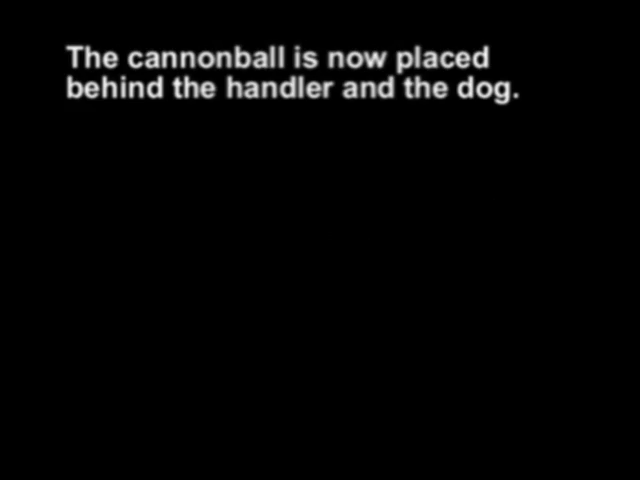 The cannonball is now placed
behind the handler and the dog.